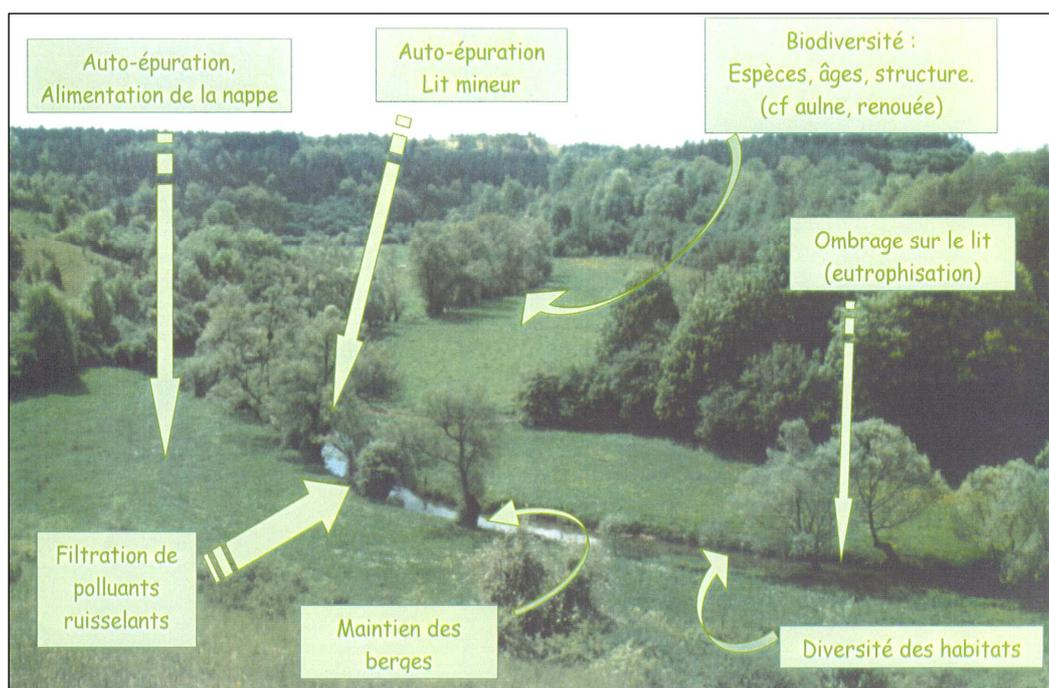 Auto-épuration,
Alimentation de la nappe
Auto-épuration
Lit mineur
Biodiversité :
Espèces, âges, structure.
(cf aulne, renouée)
Ombrage sur le lit
(eutrophisation)
Filtration de
polluants
ruisselants
Maintien des
berges
Diversité des habitats